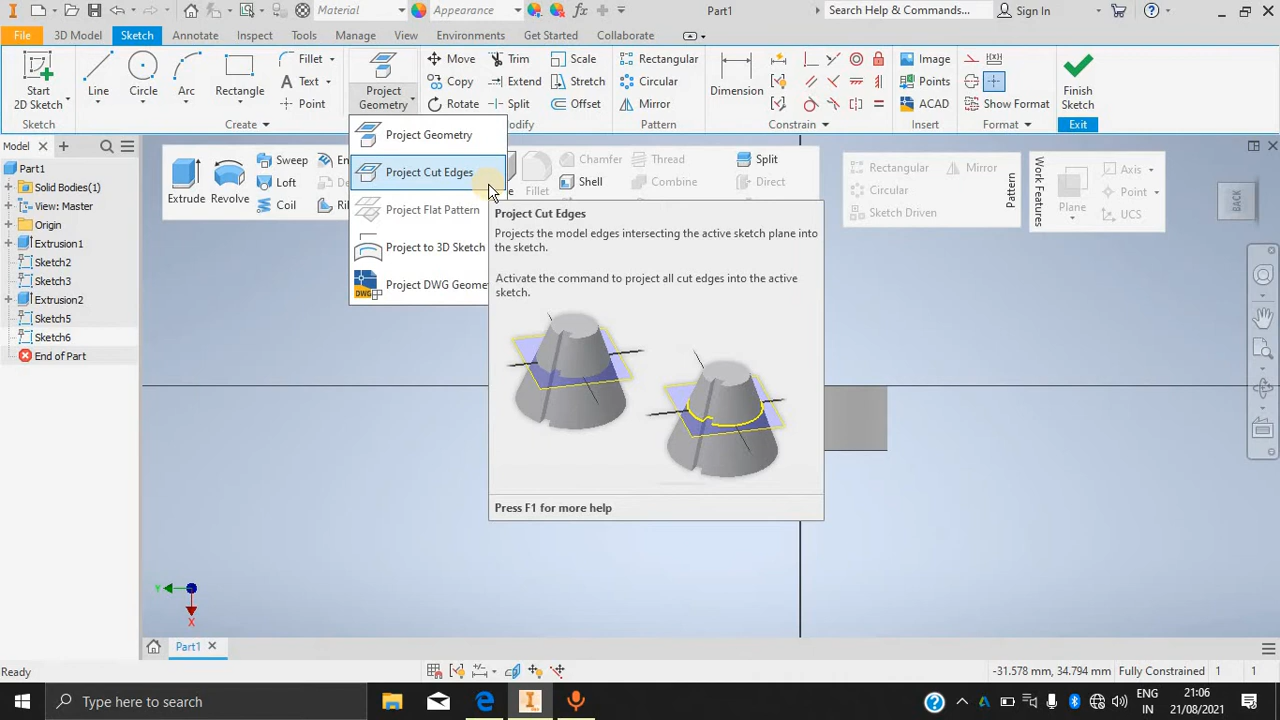 Material
Appearance
fx
Part1
Search Help & Commands...
Sign In
File
3D Model
Sketch
Annotate
Inspect
Tools
Manage
View
Environments
Get Started
Collaborate
Start
2D Sketch
Line
Circle
Arc
Rectangle
Fillet
Text
Point
Project
Geometry
Move
Copy
Rotate
Trim
Extend
Split
Scale
Stretch
Offset
Rectangular
Circular
Mirror
Dimension
Image
Points
ACAD
Show Format
Finish
Sketch
Sketch
Create
Modify
Pattern
Constrain
Insert
Format
Exit
Project Geometry
Project Cut Edges
Project Flat Pattern
Project to 3D Sketch
Project DWG Geome
Project Cut Edges
Projects the model edges intersecting the active sketch plane into
the sketch.
Activate the command to project all cut edges into the active
sketch.
Press F1 for more help
Extrude
Revolve
Sweep
Loft
Coil
Fillet
Chamfer
Shell
Thread
Combine
Split
Direct
Rectangular
Circular
Sketch Driven
Mirror
Pattern
Work Features
Plane
Axis
Point
UCS
BACK
Model
Part1
Solid Bodies(1)
View: Master
Origin
Extrusion1
Sketch2
Sketch3
Extrusion2
Sketch5
Sketch6
End of Part
DWG
Y
X
Part1
Ready
-31.578 mm, 34.794 mm
Fully Constrained
1
1
Type here to search
ENG
IN
21:06
21/08/2021